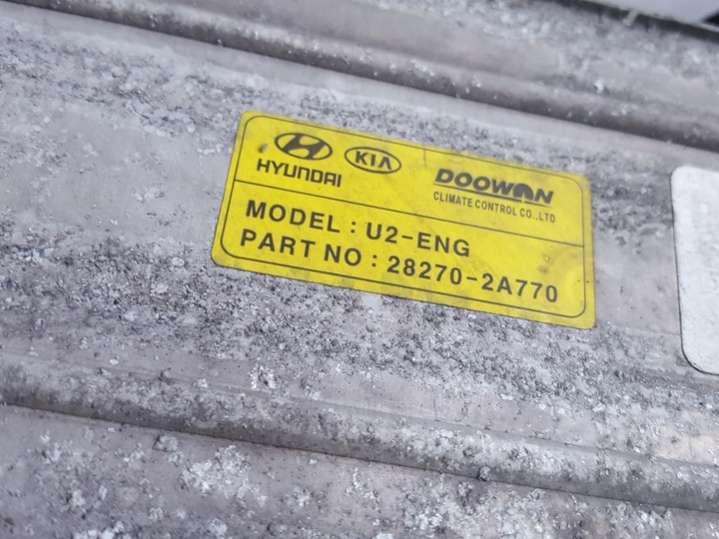 HYUNDAI KIA DOOWON
CLIMATE CONTROL CO., LTD
MODEL : U2-ENG
PART NO : 28270-2A770